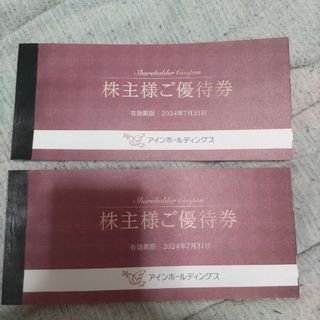 Shareholder Coupon
株主様ご優待券
有効期限 2024年7月31日
アインホールディングス
Shareholder Coupon
株主様ご優待券
有効期限 2024年7月31日
アインホールディングス